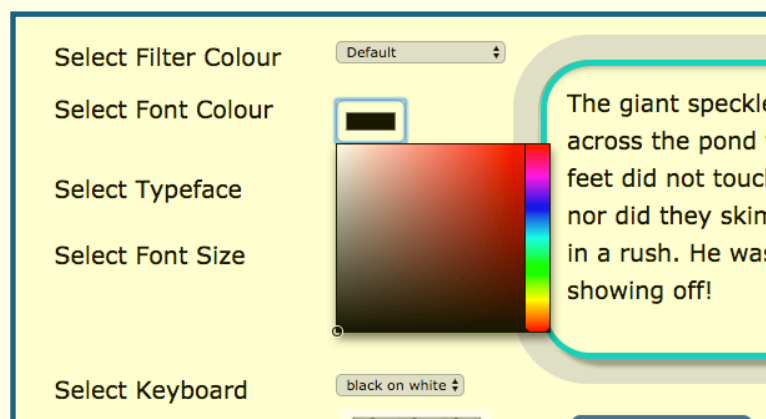 Select Filter Colour
Default
Select Font Colour
Select Typeface
Select Font Size
Select Keyboard
black on white
The giant speckle
across the pond
feet did not touc
nor did they skim
in a rush. He was
showing off!